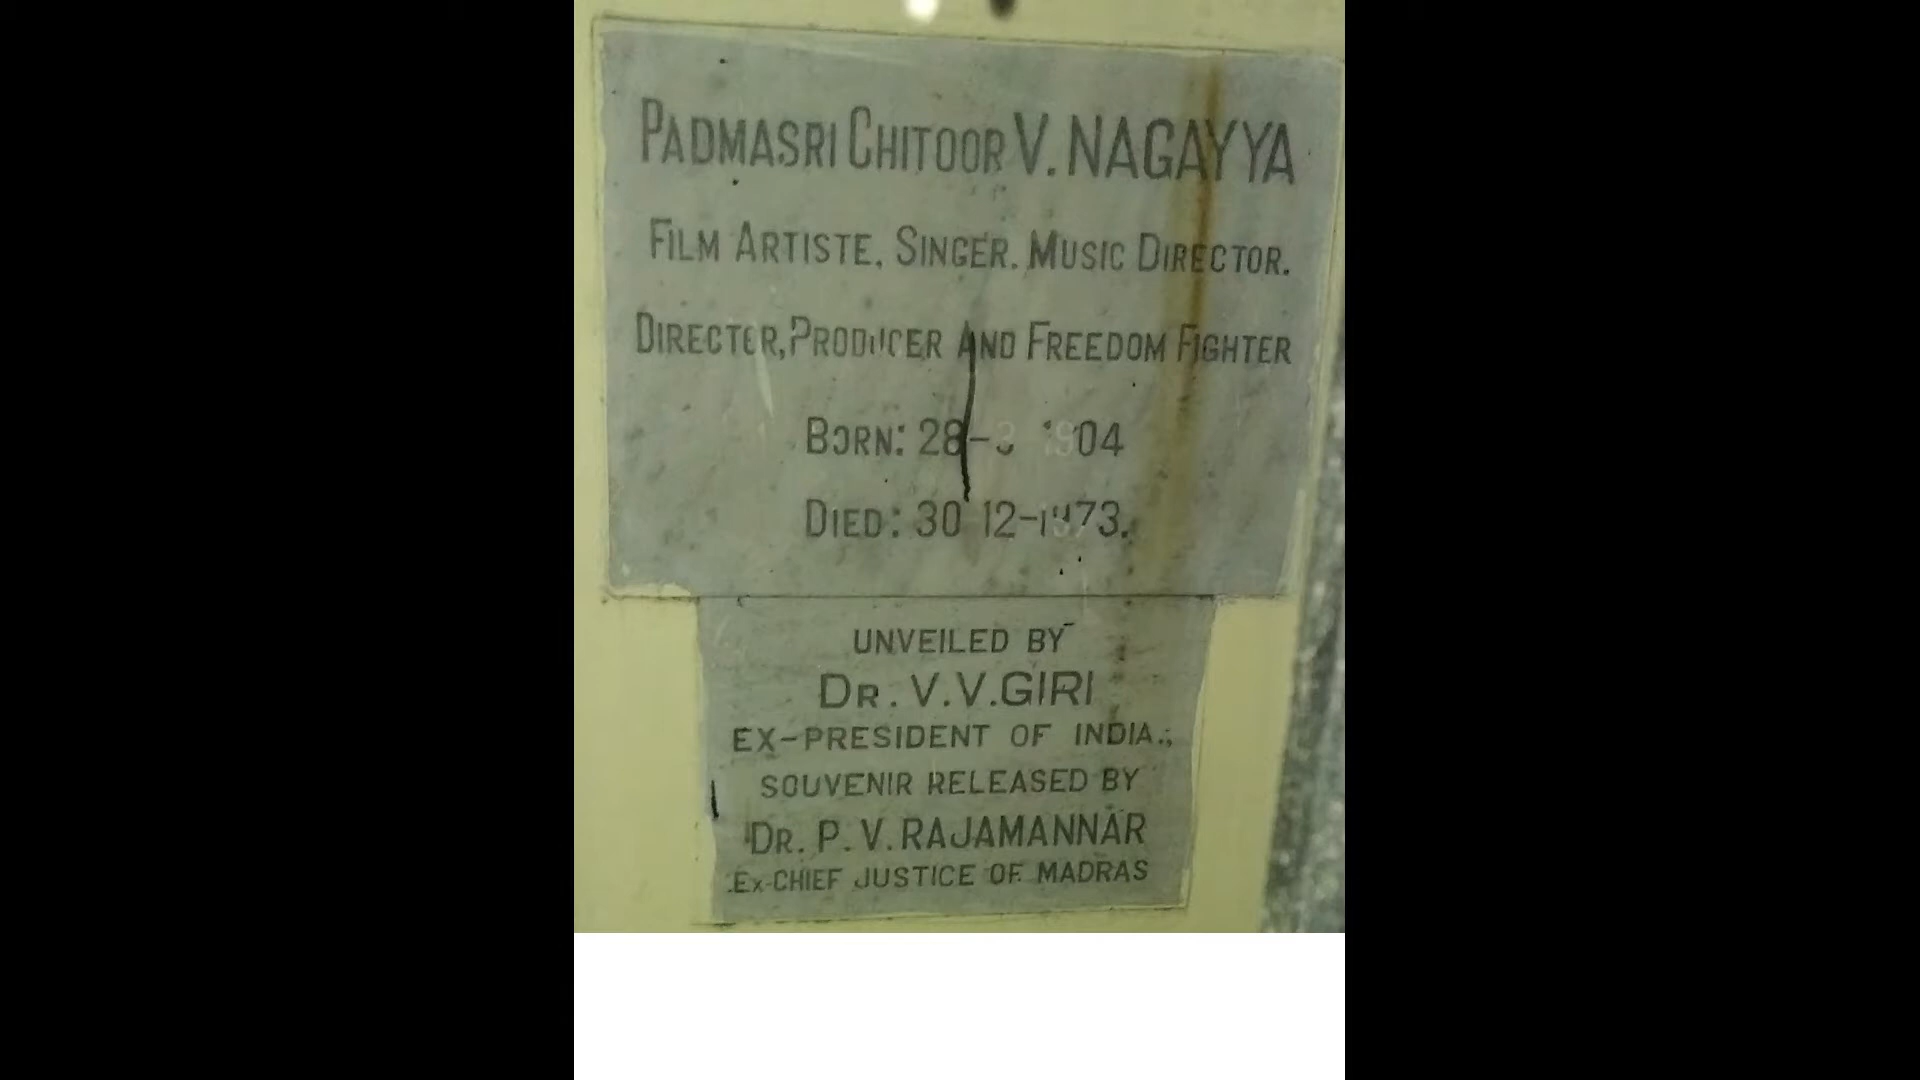 PADMASRI CHITOOR V. NAGAYYA
FILM ARTISTE, SINGER. MUSIC DIRECTOR.
DIRECTOR, PRODUCER AND FREEDOM FIGHTER
BORN: 28-3-1904
DIED: 30-12-1973.
UNVEILED BY
DR. V.V. GIRI
EX-PRESIDENT OF INDIA.;
SOUVENIR RELEASED BY
DR. P. V. RAJAMANNAR
EX-CHIEF JUSTICE OF MADRAS